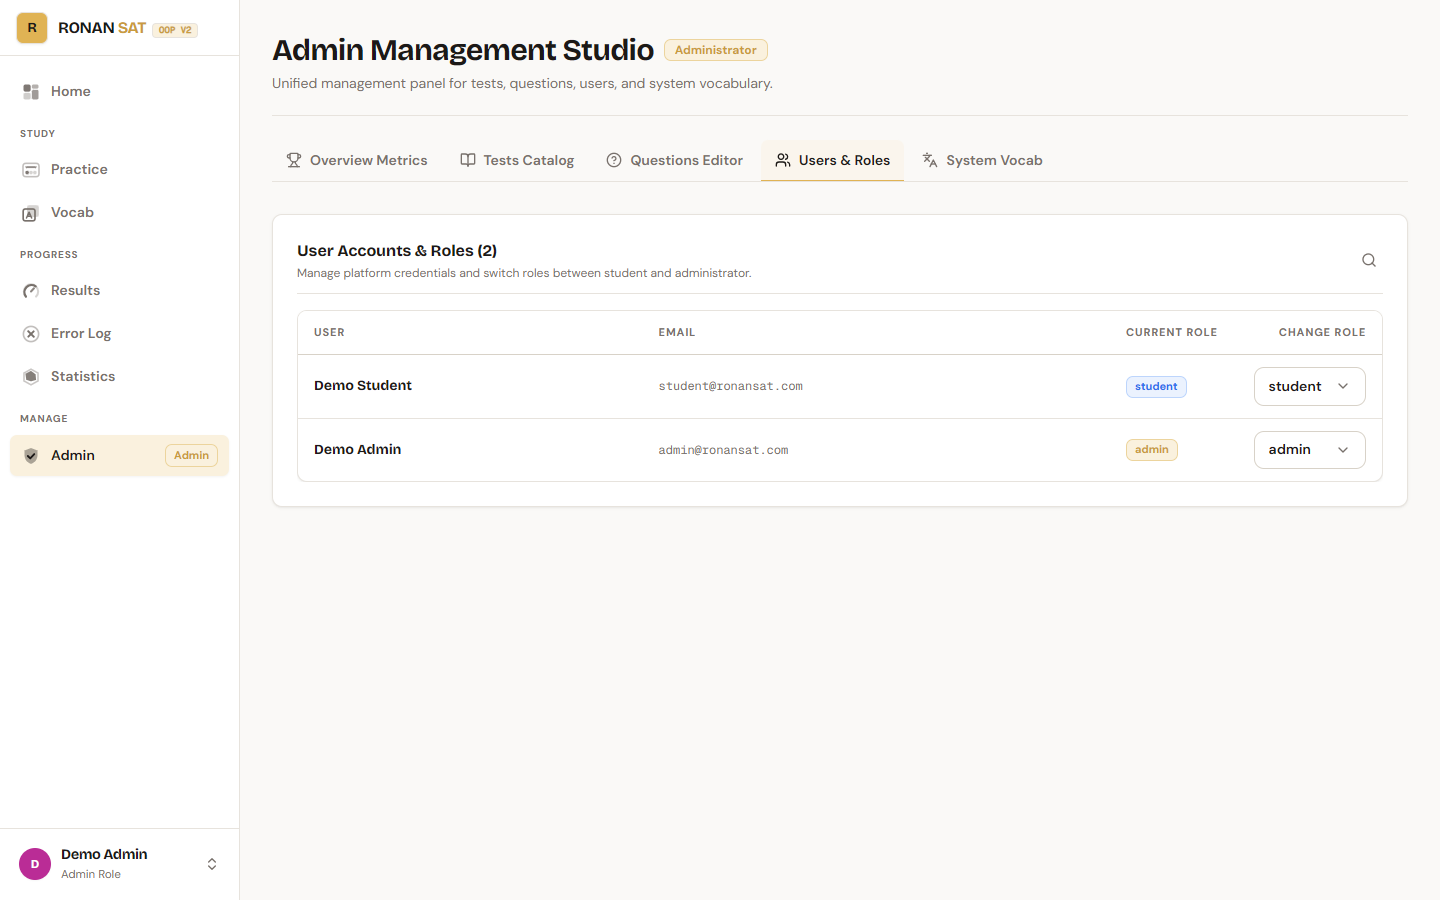 R RONAN SAT OOP V2
Home
STUDY
Practice
Vocab
PROGRESS
Results
Error Log
Statistics
MANAGE
Admin Admin
D Demo Admin
Admin Role
Admin Management Studio Administrator
Unified management panel for tests, questions, users, and system vocabulary.
Overview Metrics Tests Catalog Questions Editor Users & Roles System Vocab
User Accounts & Roles (2)
Manage platform credentials and switch roles between student and administrator.
USER EMAIL CURRENT ROLE CHANGE ROLE
Demo Student student@ronansat.com student student
Demo Admin admin@ronansat.com admin admin